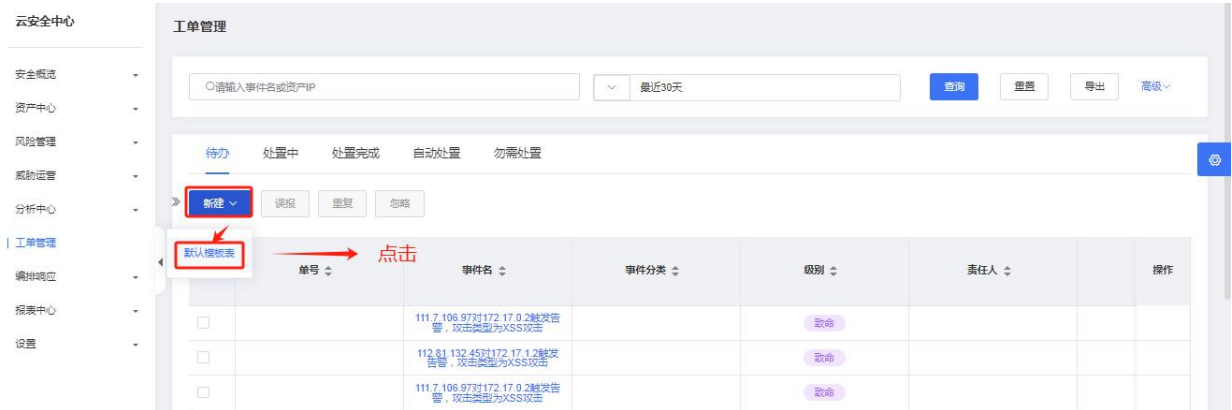 云安全中心
工单管理
安全概览
资产中心
风险管理
威胁运营
分析中心
工单管理
编排响应
报表中心
设置
请输入事件名或资产IP
最近30天
查询
重置
导出
高级
待办
处置中
处置完成
自动处置
勿需处置
新建
误报
重复
忽略
默认模板表
点击
单号
事件名
事件分类
级别
责任人
操作
111.7.106.97对172.17.0.2触发告
警，攻击类型为XSS攻击
致命
112.81.132.45对172.17.1.2触发
告警，攻击类型为XSS攻击
致命
111.7.106.97对172.17.0.2触发告
警，攻击类型为XSS攻击
致命